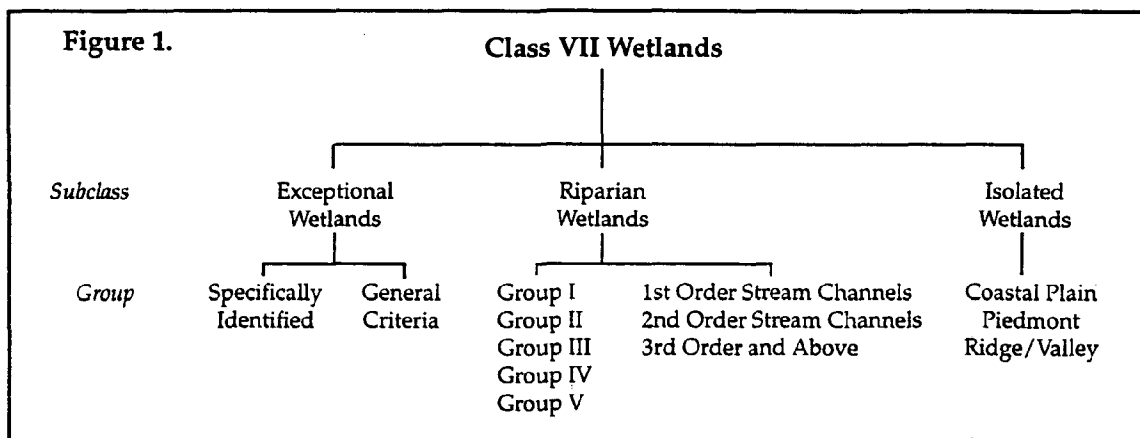 Figure 1.
Class VII Wetlands
Subclass
Exceptional
Wetlands
Riparian
Wetlands
Isolated
Wetlands
Group
Specifically
Identified
General
Criteria
Group I
Group II
Group III
Group IV
Group V
1st Order Stream Channels
2nd Order Stream Channels
3rd Order and Above
Coastal Plain
Piedmont
Ridge/Valley